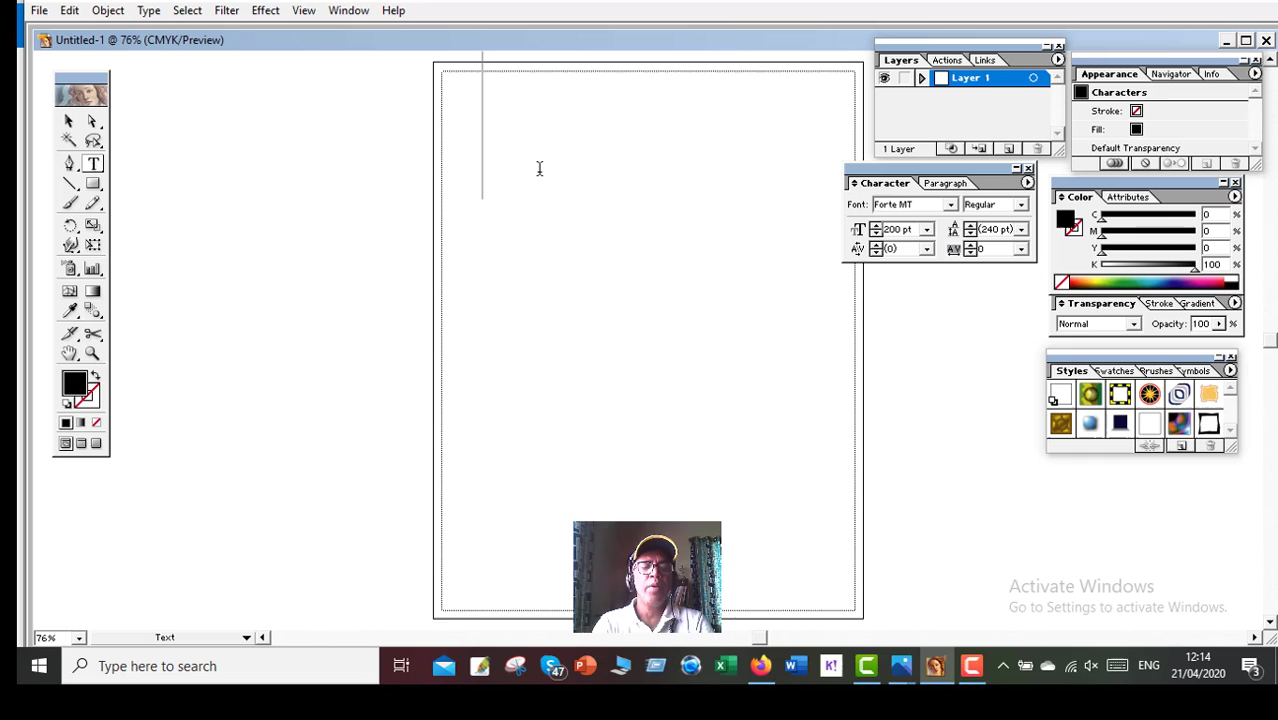 File Edit Object Type Select Filter Effect View Window Help
Untitled-1 @ 76% (CMYK/Preview)
Layers Actions Links
Layer 1
1 Layer
Appearance Navigator Info
Characters
Stroke:
Fill:
Default Transparency
Character Paragraph
Font: Forte MT Regular
200 pt (240 pt)
(0) 0
Color Attributes
C 0 %
M 0 %
Y 0 %
K 100 %
Transparency Stroke Gradient
Normal Opacity: 100 %
Styles Swatches Brushes Symbols
T
Activate Windows
Go to Settings to activate Windows.
76% Text
Type here to search
47
K!
ENG
12:14
21/04/2020
3